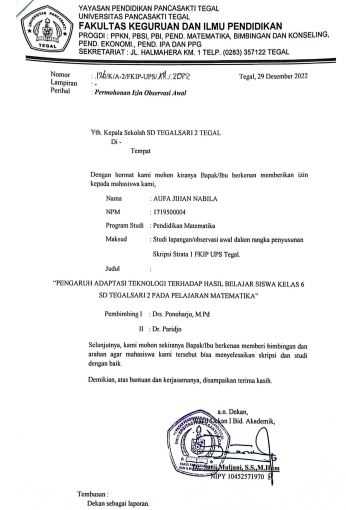 YAYASAN PENDIDIKAN PANCASAKTI TEGAL
UNIVERSITAS PANCASAKTI TEGAL
FAKULTAS KEGURUAN DAN ILMU PENDIDIKAN
PROGDI : PPKN, PBSI, PBI, PEND. MATEMATIKA, BIMBINGAN DAN KONSELING,
PEND. EKONOMI., PEND. IPA DAN PPG
SEKRETARIAT : JL. HALMAHERA KM. 1 TELP. (0283) 357122 TEGAL
Nomor : 126/K/A-2/FKIP-UPS/XII/2022 Tegal, 29 Desember 2022
Lampiran : -
Perihal : Permohonan Izin Observasi Awal
Yth. Kepala Sekolah SD TEGALSARI 2 TEGAL
Di -
Tempat
Dengan hormat kami mohon kiranya Bapak/Ibu berkenan memberikan izin
kepada mahasiswa kami;
Nama : AUFA JIHAN NABILA
NPM : 1719500004
Program Studi : Pendidikan Matematika
Maksud : Studi lapangan/observasi awal dalam rangka penyusunan
Skripsi Strata 1 FKIP UPS Tegal.
Judul :
"PENGARUH ADAPTASI TEKNOLOGI TERHADAP HASIL BELAJAR SISWA KELAS 6
SD TEGALSARI 2 PADA PELAJARAN MATEMATIKA"
Pembimbing I : Drs. Ponoharjo, M.Pd
II : Dr. Paridjo
Selanjutnya, kami mohon sekiranya Bapak/Ibu berkenan memberi bimbingan dan
arahan agar mahasiswa kami tersebut bisa menyelesaikan skripsi dan studi
dengan baik.
Demikian, atas bantuan dan kerjasamanya, disampaikan terima kasih.
a.n. Dekan,
Wakil Dekan I Bid. Akademik,
Dr. Suriswo Muljani, S.S.,M.Hum
NIPY 10452571970
Tembusan :
Dekan sebagai laporan.